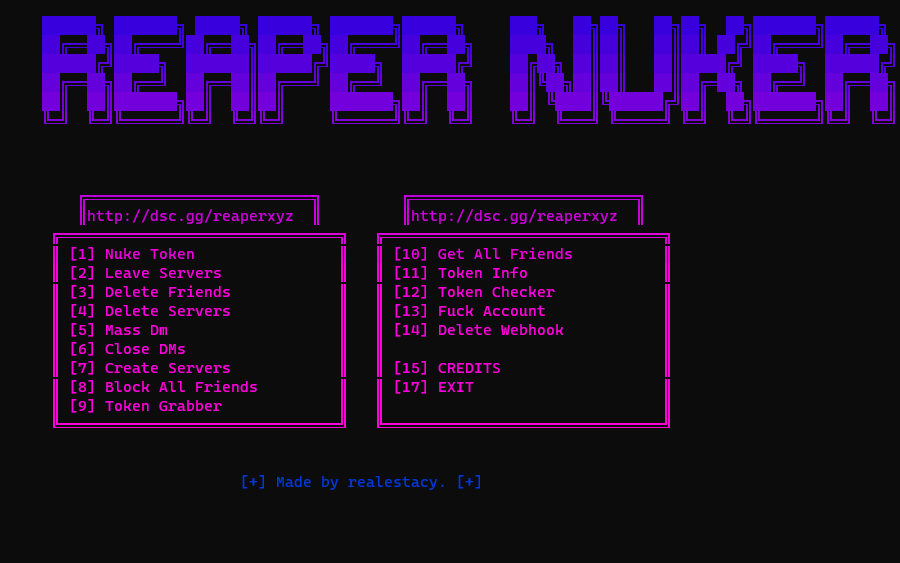 REAPER NUKER
http://dsc.gg/reaperxyz
http://dsc.gg/reaperxyz
[1] Nuke Token
[2] Leave Servers
[3] Delete Friends
[4] Delete Servers
[5] Mass Dm
[6] Close DMs
[7] Create Servers
[8] Block All Friends
[9] Token Grabber
[10] Get All Friends
[11] Token Info
[12] Token Checker
[13] Fuck Account
[14] Delete Webhook
[15] CREDITS
[17] EXIT
[+] Made by realestacy. [+]